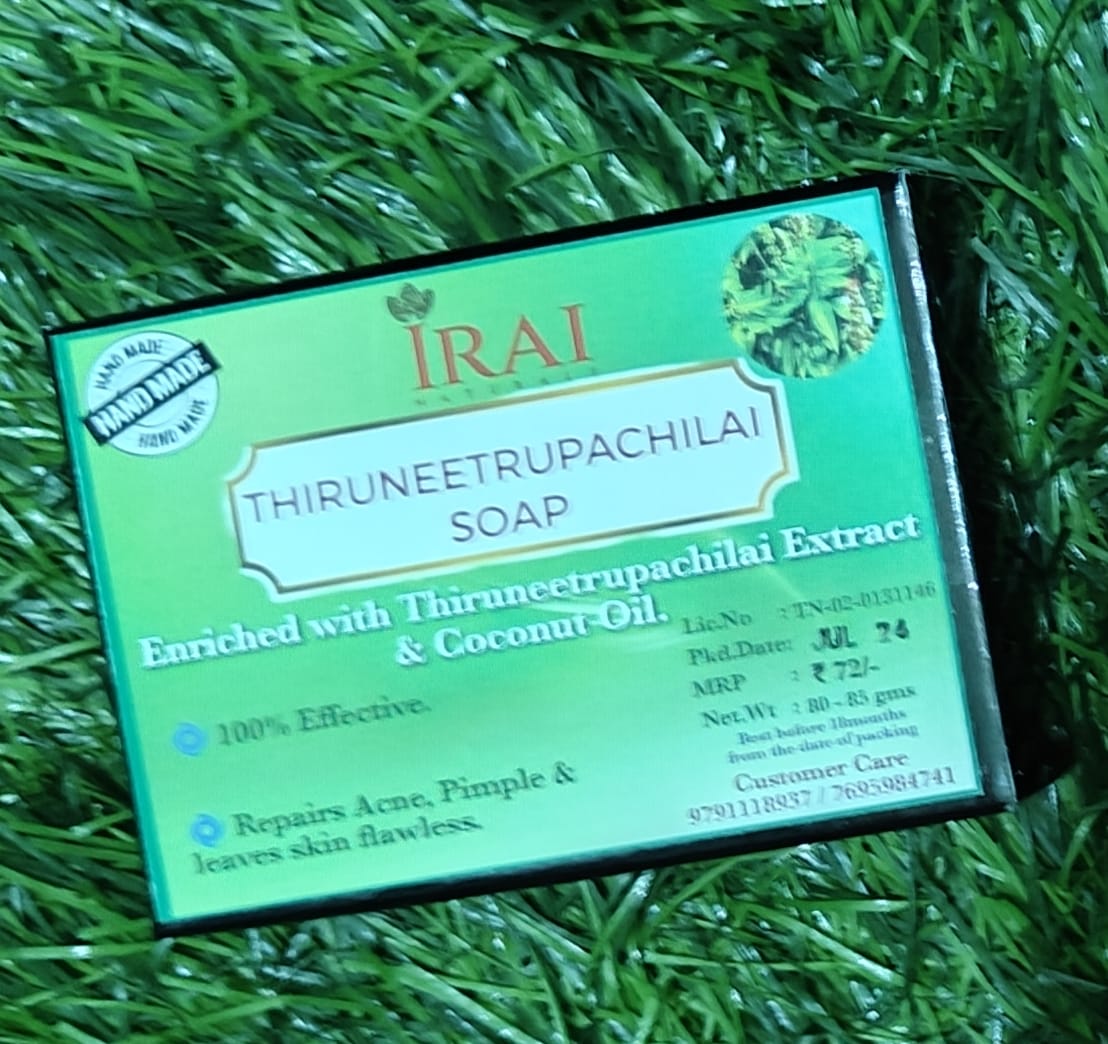 HAND MADE
HAND MADE
HAND MADE
IRAI
NATURALS
THIRUNEETRUPACHILAI
SOAP
Enriched with Thiruneetrupachilai Extract
& Coconut Oil.
100% Effective.
Repairs Acne, Pimple &
leaves skin flawless.
Lic.No : TN-02-0131146
Pkd.Date: JUL 24
MRP : ₹ 72/-
Net.Wt : 80 - 85 gms
Best before 18months
from the date of packing
Customer Care
9791118937 / 7695984741